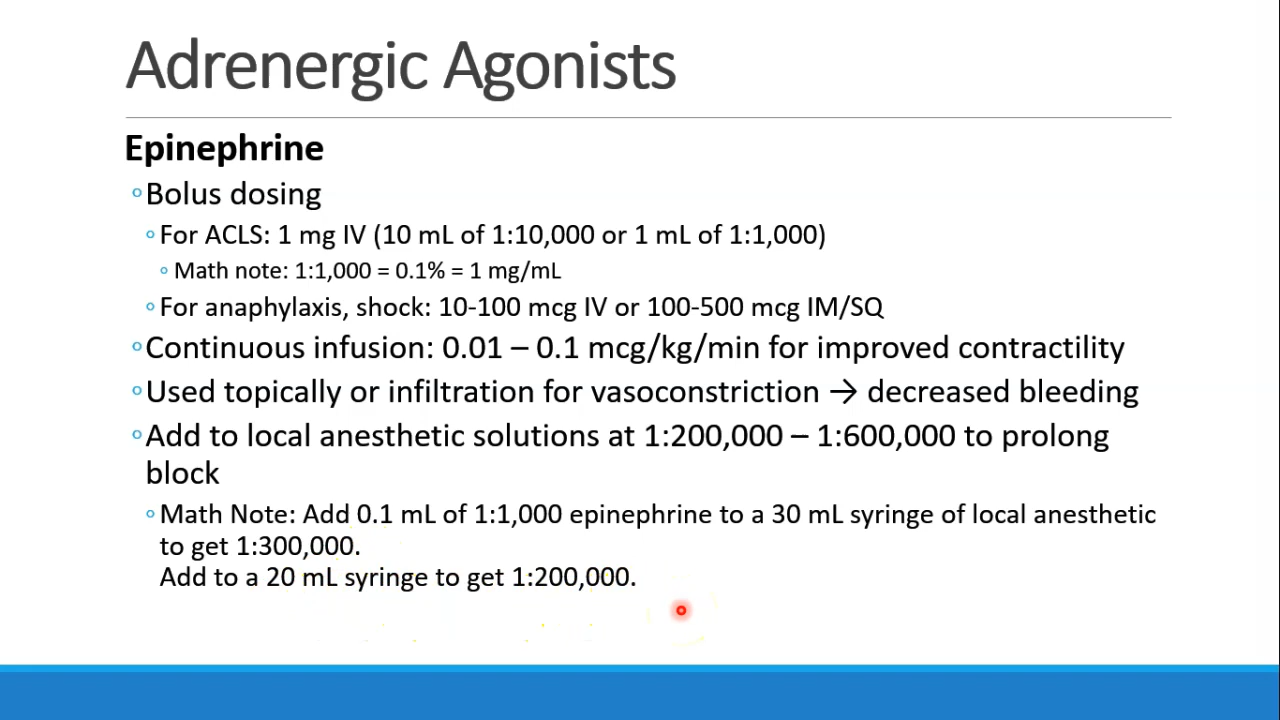 Adrenergic Agonists
Epinephrine
◦Bolus dosing
◦For ACLS: 1 mg IV (10 mL of 1:10,000 or 1 mL of 1:1,000)
◦Math note: 1:1,000 = 0.1% = 1 mg/mL
◦For anaphylaxis, shock: 10-100 mcg IV or 100-500 mcg IM/SQ
◦Continuous infusion: 0.01 – 0.1 mcg/kg/min for improved contractility
◦Used topically or infiltration for vasoconstriction → decreased bleeding
◦Add to local anesthetic solutions at 1:200,000 – 1:600,000 to prolong
block
◦Math Note: Add 0.1 mL of 1:1,000 epinephrine to a 30 mL syringe of local anesthetic
to get 1:300,000.
Add to a 20 mL syringe to get 1:200,000.